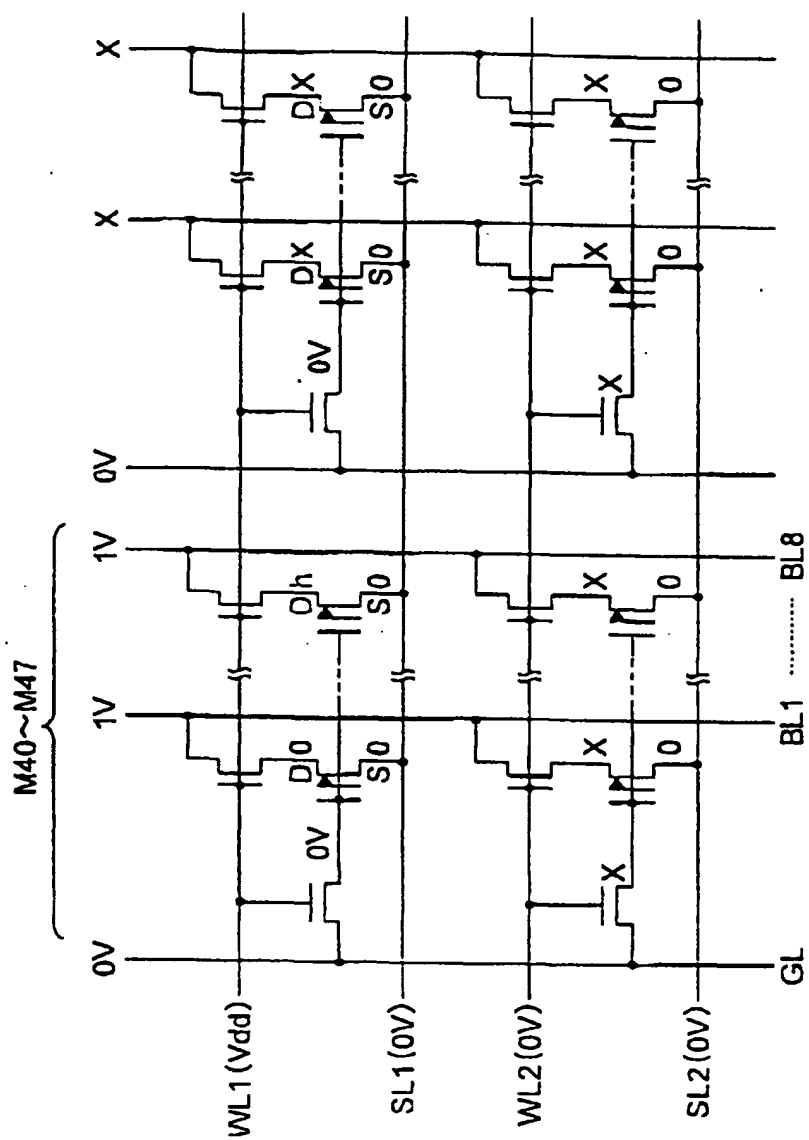 M40~M47
0V 1V 1V 0V X X
WL1(Vdd)
0V D 0 D h 0V D X D X
S 0 S 0 S 0 S 0
SL1(0V)
WL2(0V)
X X X X X X
0 0 0 0
SL2(0V)
GL BL1 ............ BL8